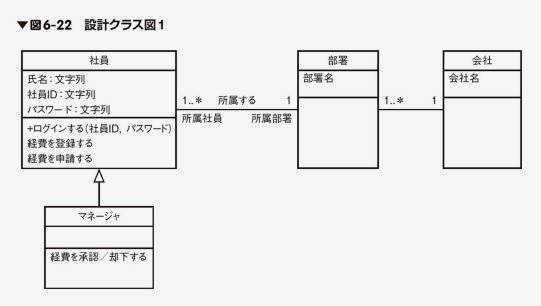 ▼図6-22 設計クラス図1
社員
氏名：文字列
社員ID：文字列
パスワード：文字列
+ログインする(社員ID, パスワード)
経費を登録する
経費を申請する
1..* 所属する 1
所属社員 所属部署
部署
部署名
1..* 1
会社
会社名
マネージャ
経費を承認／却下する